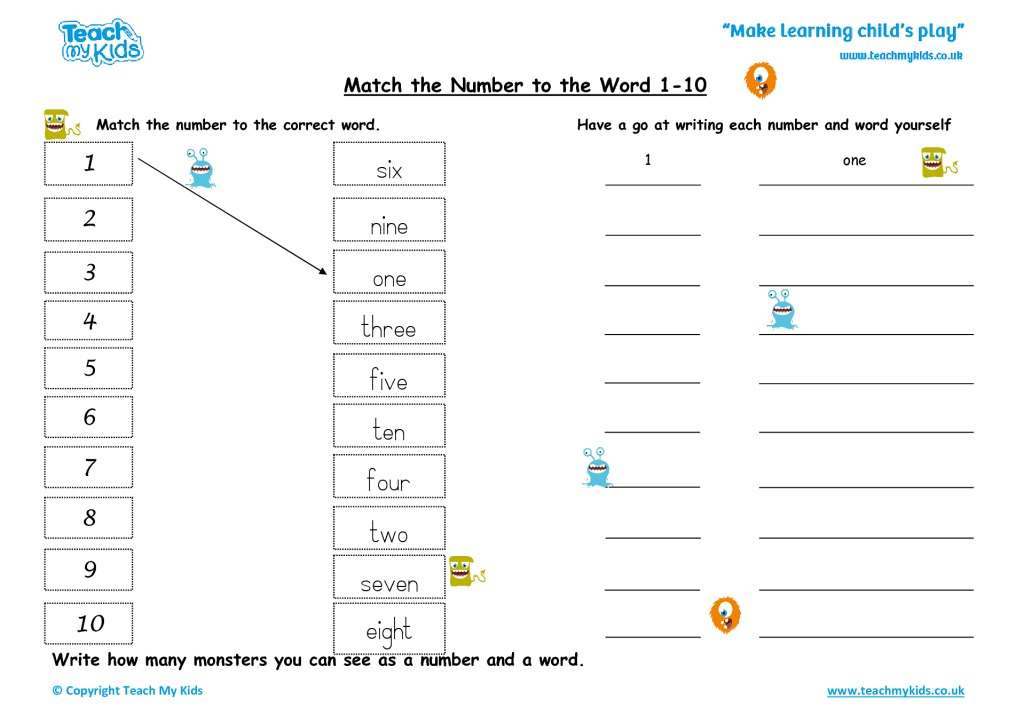 Teach
my Kids
“Make learning child’s play”
www.teachmykids.co.uk
Match the Number to the Word 1-10
Match the number to the correct word.
1
2
3
4
5
6
7
8
9
10
six
nine
one
three
five
ten
four
two
seven
eight
Have a go at writing each number and word yourself
1 one
Write how many monsters you can see as a number and a word.
© Copyright Teach My Kids
www.teachmykids.co.uk